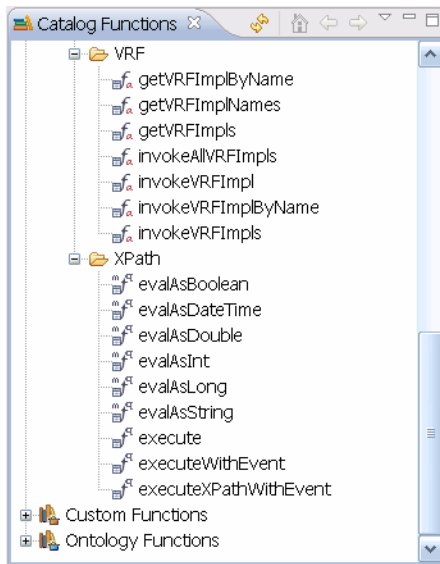 Catalog Functions
VRF
getVRFImplByName
getVRFImplNames
getVRFImpls
invokeAllVRFImpls
invokeVRFImpl
invokeVRFImplByName
invokeVRFImpls
XPath
evalAsBoolean
evalAsDateTime
evalAsDouble
evalAsInt
evalAsLong
evalAsString
execute
executeWithEvent
executeXPathWithEvent
Custom Functions
Ontology Functions